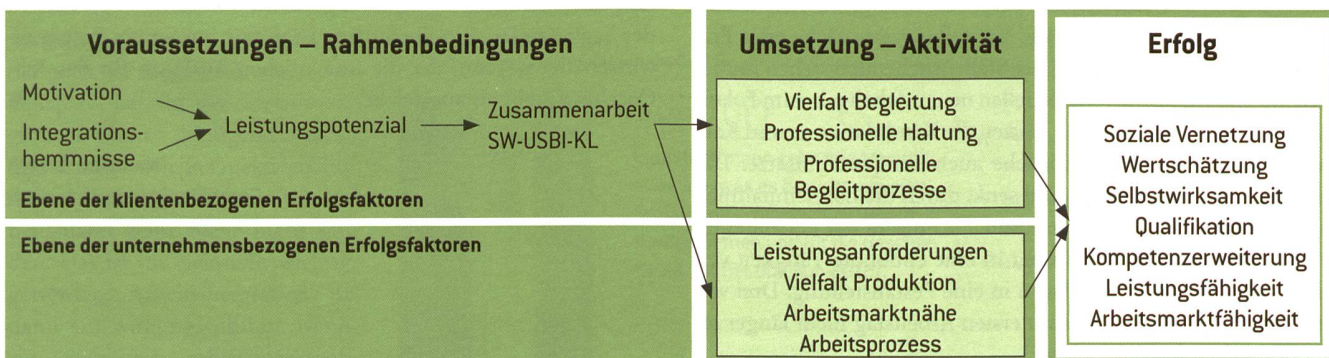 Voraussetzungen – Rahmenbedingungen
Motivation
Integrations-
hemmnisse
Leistungspotenzial
Zusammenarbeit
SW-USBI-KL
Ebene der klientenbezogenen Erfolgsfaktoren
Ebene der unternehmensbezogenen Erfolgsfaktoren
Umsetzung – Aktivität
Vielfalt Begleitung
Professionelle Haltung
Professionelle
Begleitprozesse
Leistungsanforderungen
Vielfalt Produktion
Arbeitsmarktnähe
Arbeitsprozess
Erfolg
Soziale Vernetzung
Wertschätzung
Selbstwirksamkeit
Qualifikation
Kompetenzerweiterung
Leistungsfähigkeit
Arbeitsmarktfähigkeit